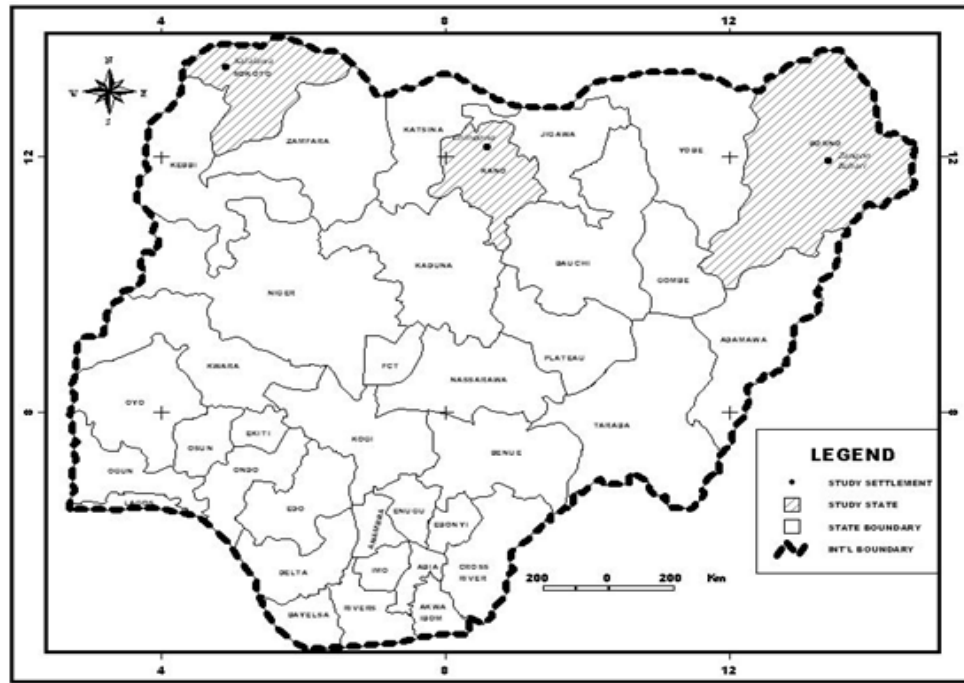 4 8 12
SOKOTO
KATSINA
JIGAWA
ZAMFARA
12 KEBBI KANO YOBE BORNO 12
Zangon
Buhari
KADUNA
BAUCHI
GOMBE
NIGER
ADAMAWA
PLATEAU
KWARA
FCT
NASSARAWA
OYO
8 8
TARABA
EKITI
KOGI
OSUN
BENUE
OGUN
ONDO
LAGOS
EDO
ANAMBRA
ENUGU
EBONYI
DELTA
IMO
ABIA
CROSS
RIVER
BAYELSA
RIVERS
AKWA
IBOM
200 0 200 Km
LEGEND
STUDY SETTLEMENT
STUDY STATE
STATE BOUNDARY
INT'L BOUNDARY
4 8 12